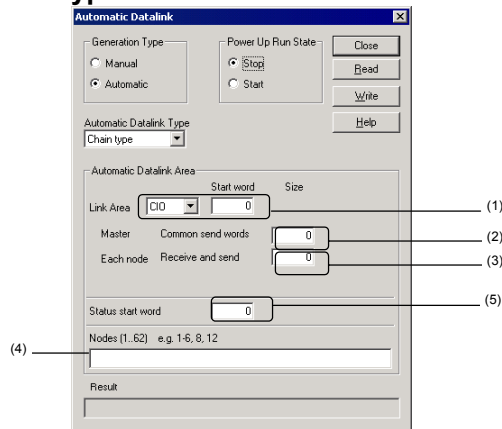 Automatic Datalink
Generation Type
Manual
Automatic
Power Up Run State
Stop
Start
Close
Read
Write
Help
Automatic Datalink Type
Chain type
Automatic Datalink Area
Start word Size
Link Area CIO 0 (1)
Master Common send words 0 (2)
Each node Receive and send 0 (3)
Status start word 0 (5)
Nodes (1..62) e.g. 1-6, 8, 12
(4)
Result